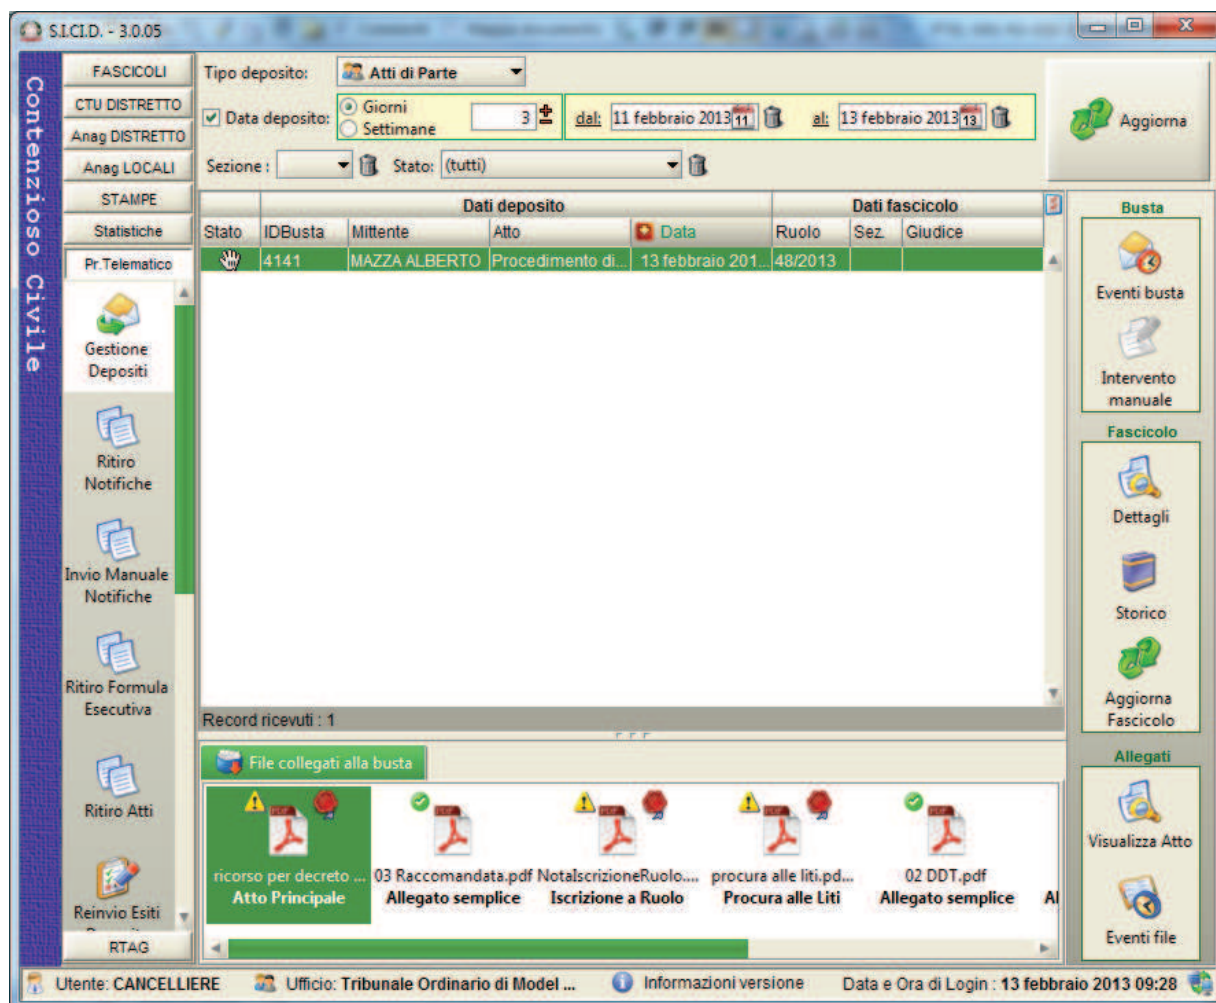 S.I.C.I.D. - 3.0.05
Contenzioso Civile
FASCICOLI
CTU DISTRETTO
Anag DISTRETTO
Anag LOCALI
STAMPE
Statistiche
Pr.Telematico
Gestione
Depositi
Ritiro
Notifiche
Invio Manuale
Notifiche
Ritiro Formula
Esecutiva
Ritiro Atti
Reinvio Esiti
RTAG
Tipo deposito: Atti di Parte
Data deposito: Giorni
Settimane
3 dal: 11 febbraio 2013 11 al: 13 febbraio 2013 13
Sezione: Stato: (tutti)
Aggiorna
Dati deposito Dati fascicolo
Stato IDBusta Mittente Atto Data Ruolo Sez. Giudice
4141 MAZZA ALBERTO Procedimento di... 13 febbraio 201... 48/2013
Record ricevuti : 1
File collegati alla busta
ricorso per decreto ... 03 Raccomandata.pdf NotaIscrizioneRuolo.... procura alle liti.pd... 02 DDT.pdf
Atto Principale Allegato semplice Iscrizione a Ruolo Procura alle Liti Allegato semplice Al
Busta
Eventi busta
Intervento
manuale
Fascicolo
Dettagli
Storico
Aggiorna
Fascicolo
Allegati
Visualizza Atto
Eventi file
Utente: CANCELLIERE Ufficio: Tribunale Ordinario di Model ... Informazioni versione Data e Ora di Login : 13 febbraio 2013 09:28